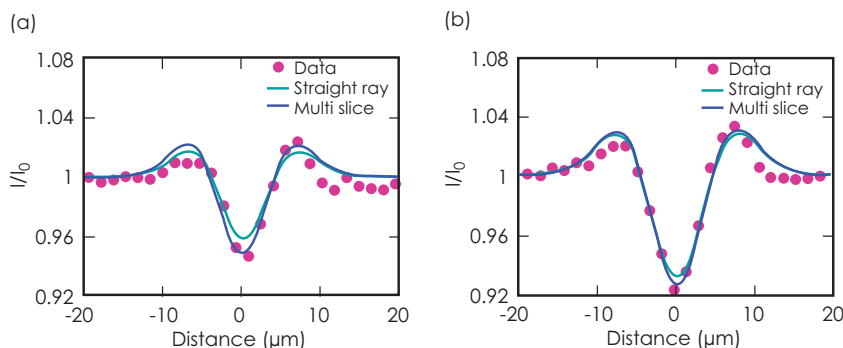 (a)
1.08
1.04
1
0.96
0.92
I/I0
Data
Straight ray
Multi slice
-20
-10
0
10
20
Distance (μm)
(b)
1.08
1.04
1
0.96
0.92
I/I0
Data
Straight ray
Multi slice
-20
-10
0
10
20
Distance (μm)